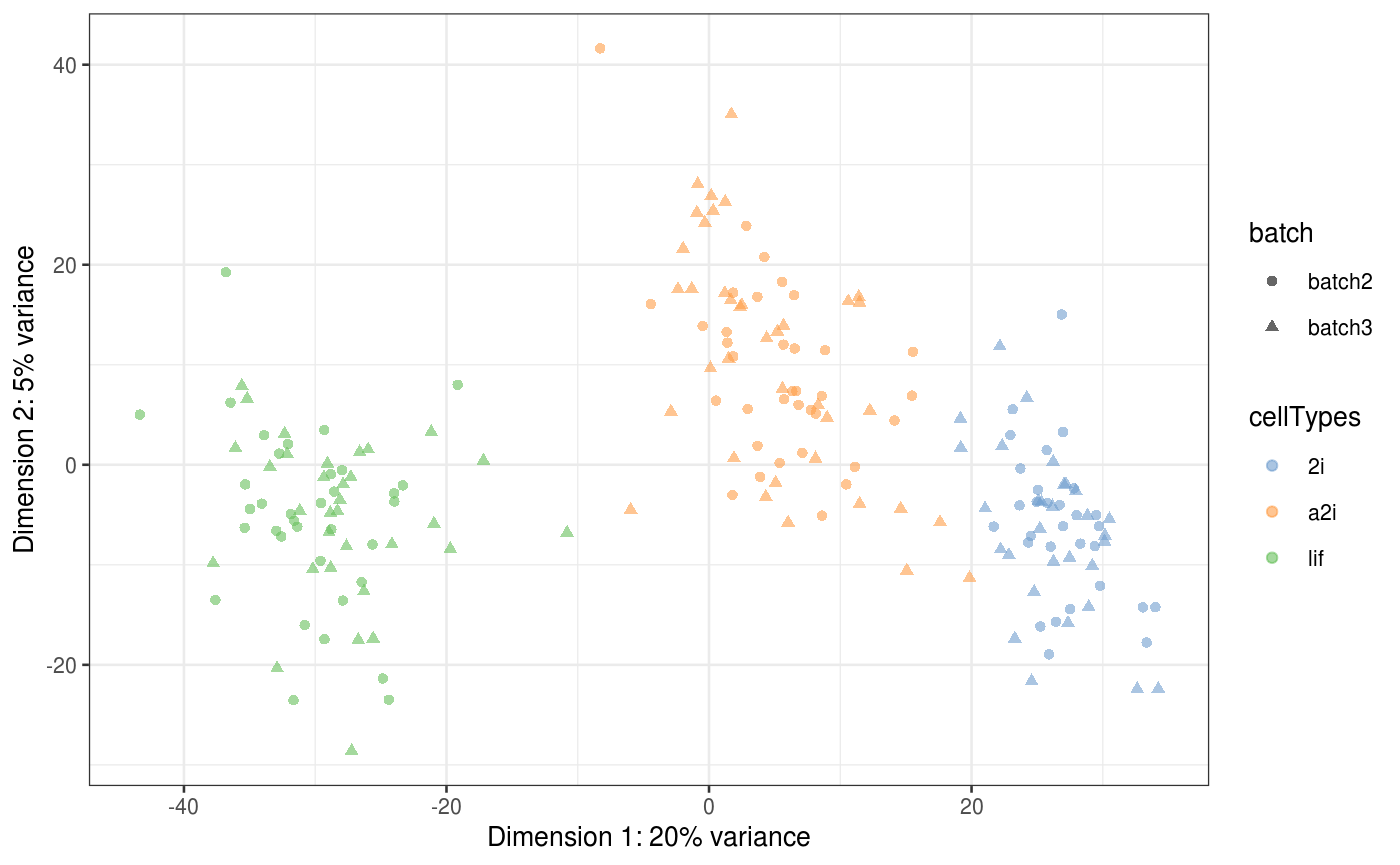 40
20
0
-20
Dimension 2: 5% variance
-40
-20
0
20
Dimension 1: 20% variance
batch
batch2
batch3
cellTypes
2i
a2i
lif